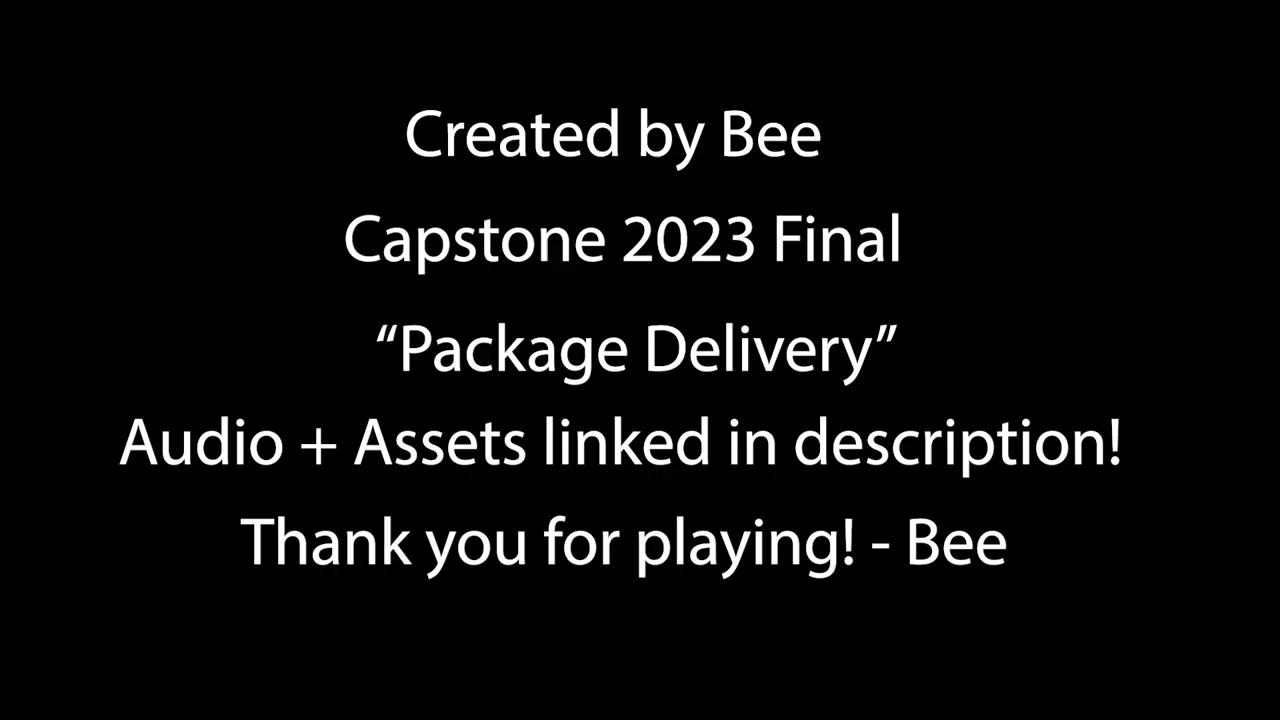 Created by Bee
Capstone 2023 Final
“Package Delivery”
Audio + Assets linked in description!
Thank you for playing! - Bee